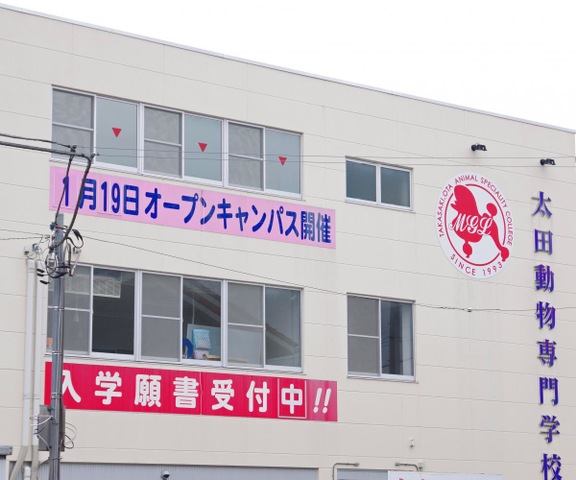 1月19日オープンキャンパス開催
TAKASAKI,OTA ANIMAL SPECIALITY COLLEGE
MGL
SINCE 1993
太田動物専門学校
入学願書受付中!!